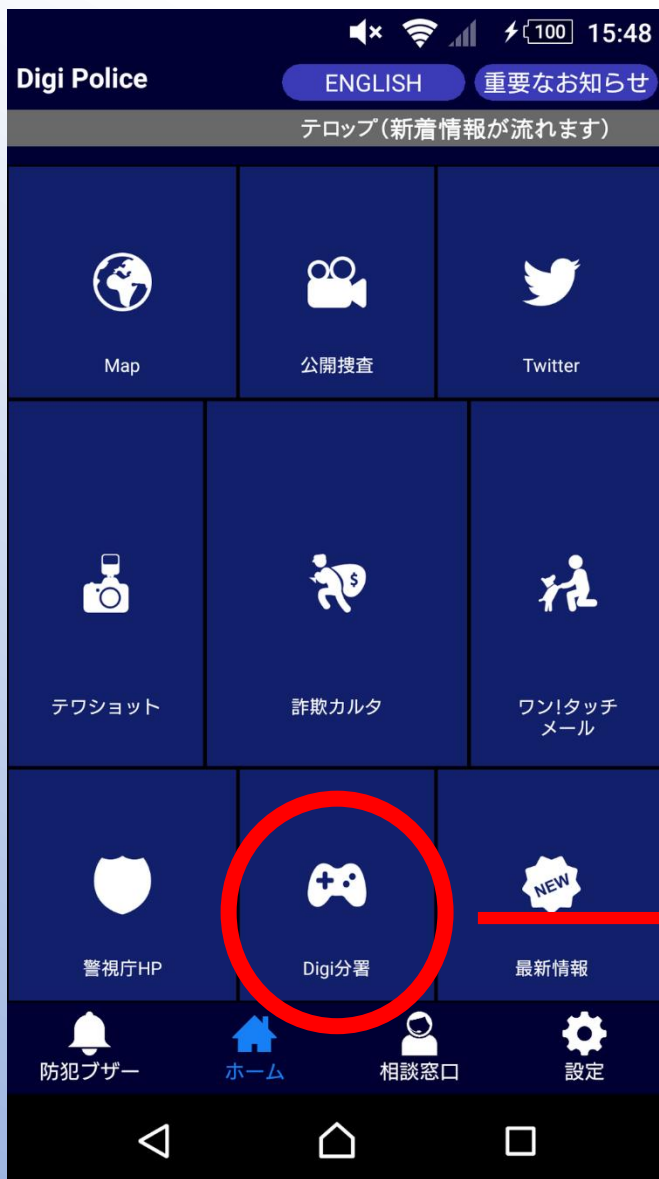 100 15:48
Digi Police ENGLISH 重要なお知らせ
テロップ(新着情報が流れます)
Map 公開捜査 Twitter
$
テワショット 詐欺カルタ ワン!タッチ
メール
NEW
警視庁HP Digi分署 最新情報
防犯ブザー ホーム 相談窓口 設定